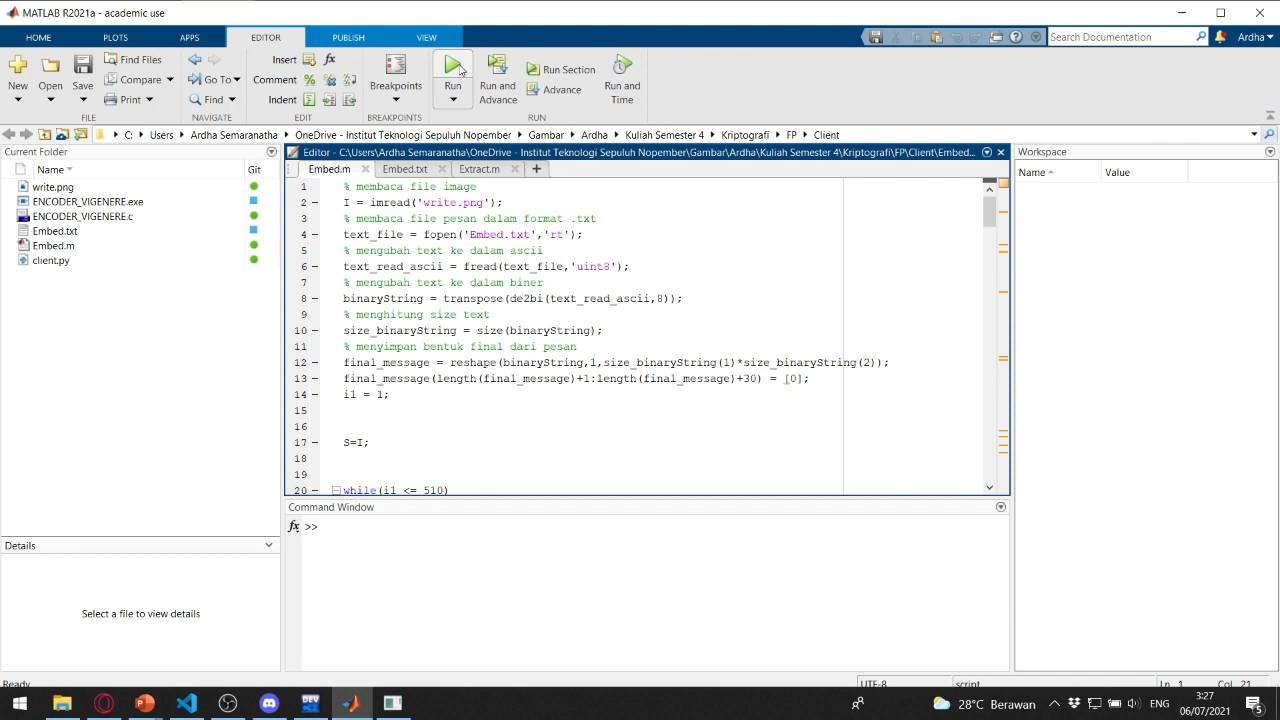 MATLAB R2021a - academic use
HOME PLOTS APPS EDITOR PUBLISH VIEW
Search Documentation
Ardha
New Open Save Find Files Compare Print
Go To Find
Insert fx
Comment
Indent
Breakpoints
Run
Run and Advance
Run Section
Advance
Run and Time
FILE NAVIGATE EDIT BREAKPOINTS RUN
C: Users Ardha Semaranatha OneDrive - Institut Teknologi Sepuluh Nopember Gambar Ardha Kuliah Semester 4 Kriptografi FP Client
Current Folder
Name Git
write.png
ENCODER_VIGENERE.exe
ENCODER_VIGENERE.c
Embed.txt
Embed.m
client.py
Details
Select a file to view details
Editor - C:\Users\Ardha Semaranatha\OneDrive - Institut Teknologi Sepuluh Nopember\Gambar\Ardha\Kuliah Semester 4\Kriptografi\FP\Client\Embed...
Embed.m Embed.txt Extract.m
1 % membaca file image
2 I = imread('write.png');
3 % membaca file pesan dalam format .txt
4 text_file = fopen('Embed.txt','rt');
5 % mengubah text ke dalam ascii
6 text_read_ascii = fread(text_file,'uint8');
7 % mengubah text ke dalam biner
8 binaryString = transpose(de2bi(text_read_ascii,8));
9 % menghitung size text
10 size_binaryString = size(binaryString);
11 % menyimpan bentuk final dari pesan
12 final_message = reshape(binaryString,1,size_binaryString(1)*size_binaryString(2));
13 final_message(length(final_message)+1:length(final_message)+30) = [0];
14 i1 = 1;
15
16
17 S=I;
18
19
20 while(i1 <= 510)
Command Window
fx >>
Workspace
Name Value
Ready
UTF-8 script Ln 1 Col 21
28°C Berawan
ENG
3:27
06/07/2021
5